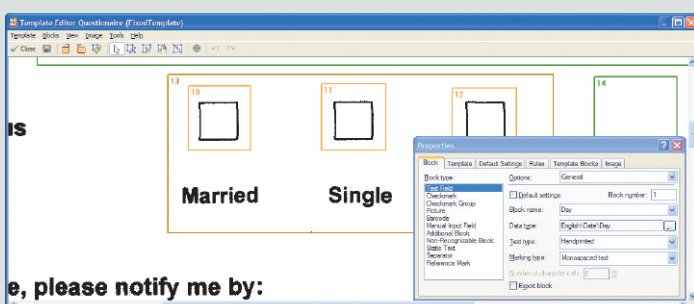 Template Editor Questionaire (FixedTemplate)
Template Blocks View Image Tools Help
Close
13
10
11
12
14
us
Married
Single
e, please notify me by:
Properties
Block Template Default Settings Rules Template Blocks Image
Block type:
Text Field
Checkmark
Checkmark Group
Picture
Barcode
Manual Input Field
Additional Block
Non-Recognizable Block
Static Text
Separator
Reference Mark
Options: General
Default settings Block number: 1
Block name: Day
Data type: English\Date\Day ...
Text type: Handprinted
Marking type: Monospaced text
Number of character cells: 0
Export block